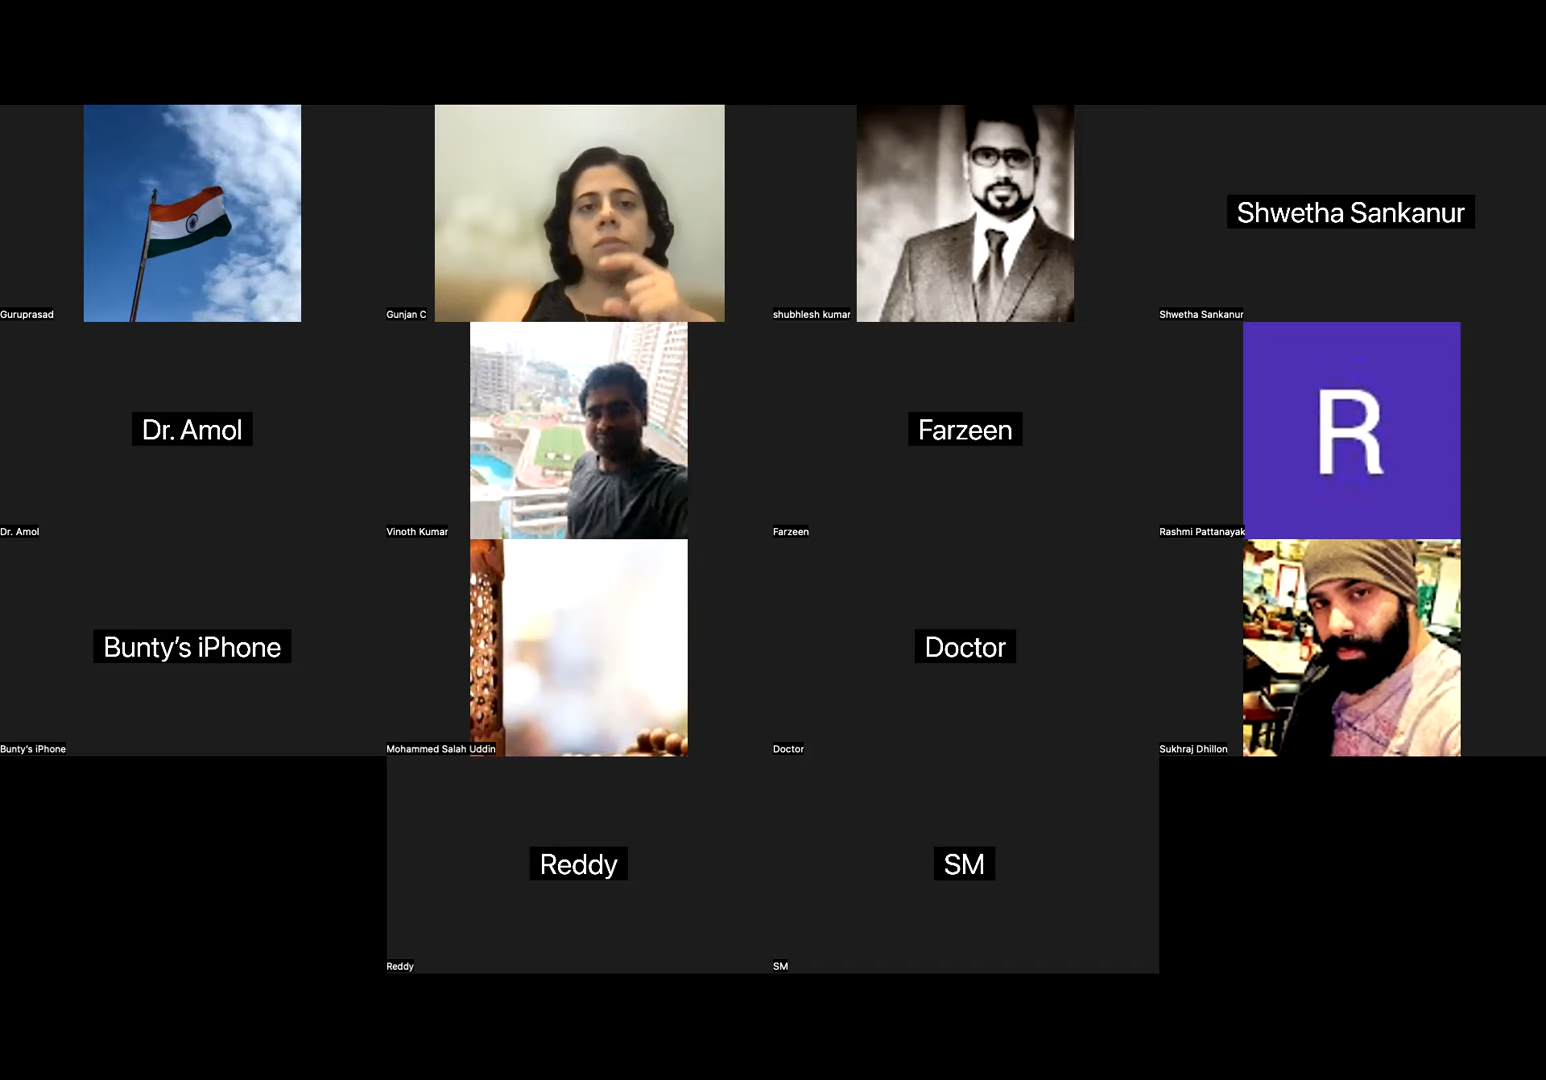 Guruprasad
Gunjan C
shubhlesh kumar
Shwetha Sankanur
Shwetha Sankanur
Dr. Amol
Dr. Amol
Vinoth Kumar
Farzeen
Farzeen
R
Rashmi Pattanayak
Bunty's iPhone
Bunty's iPhone
Mohammed Salah Uddin
Doctor
Doctor
Sukhraj Dhillon
Reddy
Reddy
SM
SM